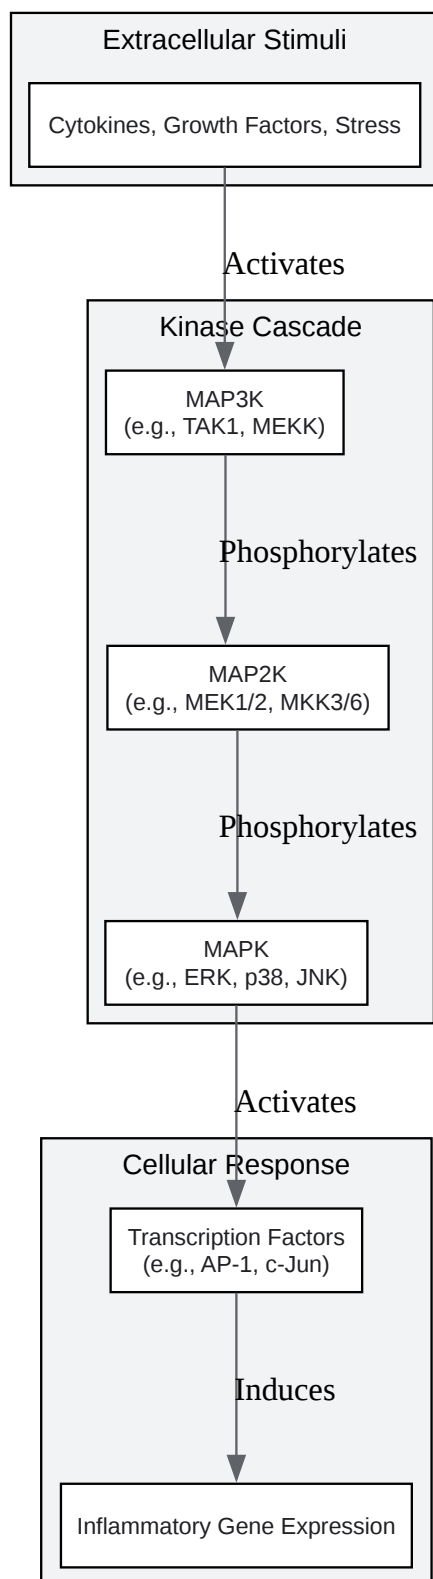 Extracellular Stimuli
Cytokines, Growth Factors, Stress
Activates
Kinase Cascade
MAP3K
(e.g., TAK1, MEKK)
Phosphorylates
MAP2K
(e.g., MEK1/2, MKK3/6)
Phosphorylates
MAPK
(e.g., ERK, p38, JNK)
Activates
Cellular Response
Transcription Factors
(e.g., AP-1, c-Jun)
Induces
Inflammatory Gene Expression